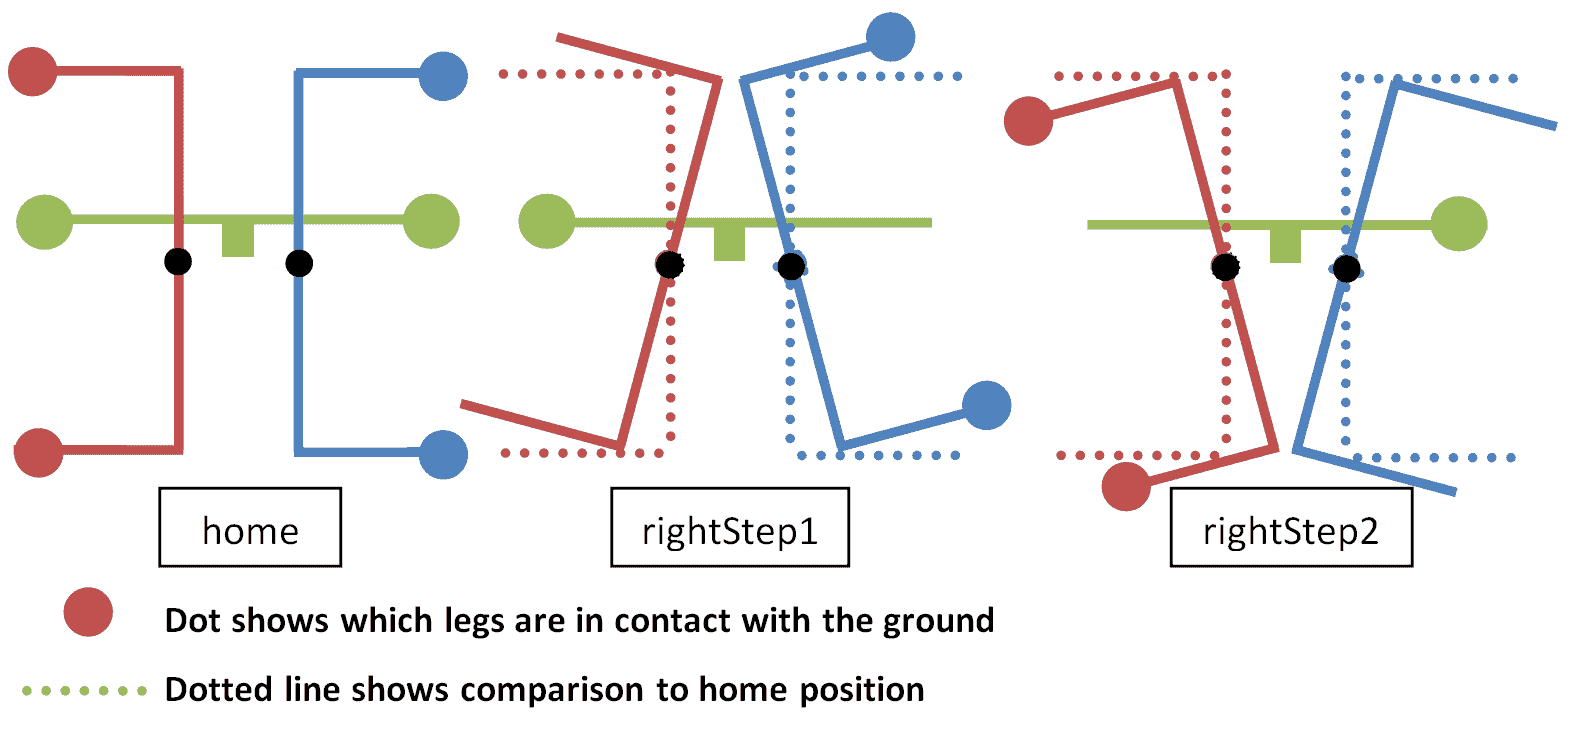 home
rightStep1
rightStep2
Dot shows which legs are in contact with the ground
Dotted line shows comparison to home position